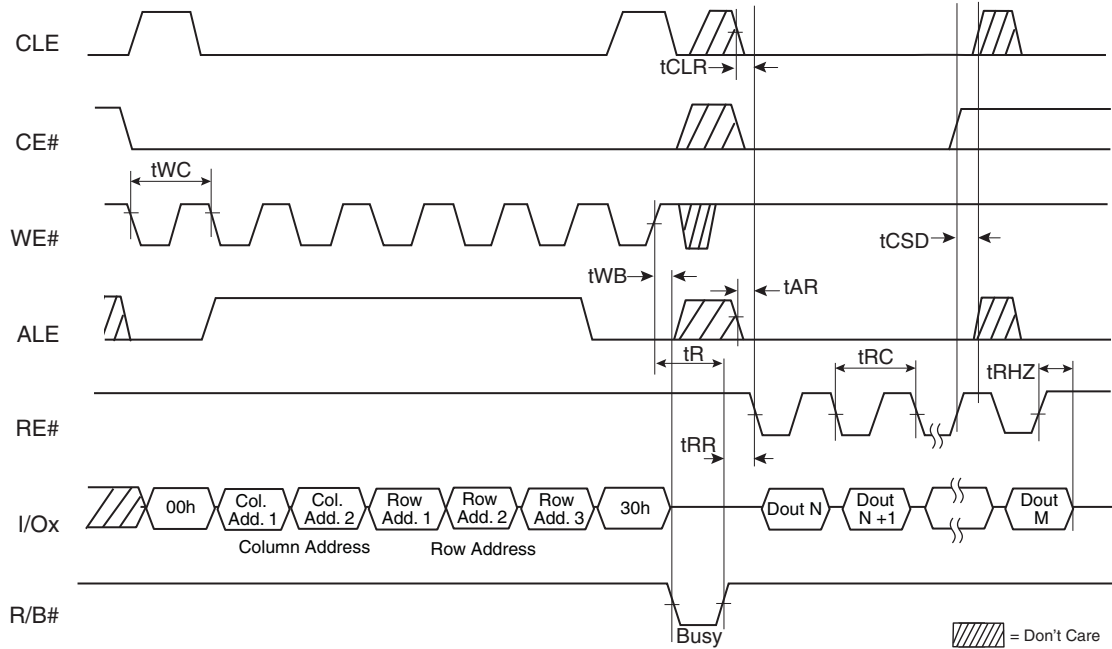 CLE
tCLR
CE#
tWC
WE#
tCSD
tWB
tAR
ALE
tR
tRC
tRHZ
RE#
tRR
I/Ox
00h
Col.
Add. 1
Col.
Add. 2
Row
Add. 1
Row
Add. 2
Row
Add. 3
30h
Dout N
Dout
N +1
Dout
M
Column Address
Row Address
R/B#
Busy
= Don't Care